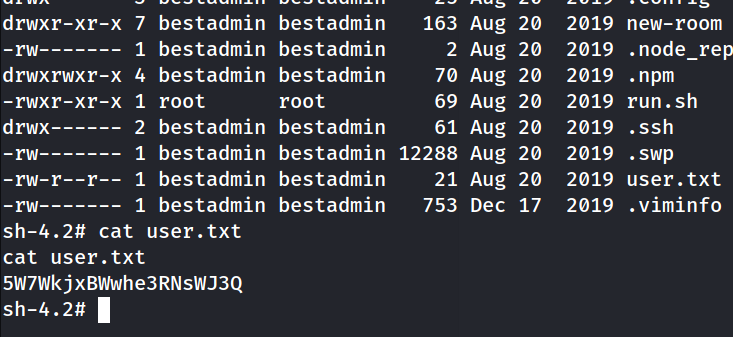 drwx------ 3 bestadmin bestadmin 23 Aug 20 2019 .config
drwxr-xr-x 7 bestadmin bestadmin 163 Aug 20 2019 new-room
-rw------- 1 bestadmin bestadmin 2 Aug 20 2019 .node_rep
drwxrwxr-x 4 bestadmin bestadmin 70 Aug 20 2019 .npm
-rwxr-xr-x 1 root root 69 Aug 20 2019 run.sh
drwx------ 2 bestadmin bestadmin 61 Aug 20 2019 .ssh
-rw------- 1 bestadmin bestadmin 12288 Aug 20 2019 .swp
-rw-r--r-- 1 bestadmin bestadmin 21 Aug 20 2019 user.txt
-rw------- 1 bestadmin bestadmin 753 Dec 17 2019 .viminfo
sh-4.2# cat user.txt
cat user.txt
5W7WkjxBWwhe3RNsWJ3Q
sh-4.2#